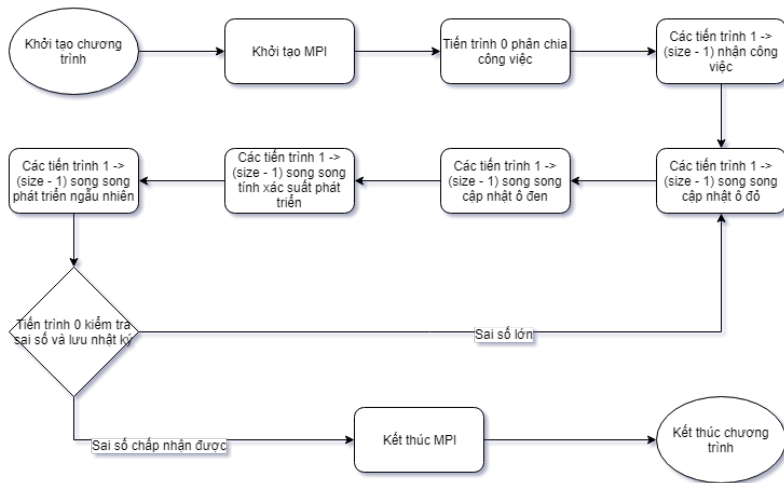 Khởi tạo chương
trình
Khởi tạo MPI
Tiến trình 0 phân chia
công việc
Các tiến trình 1 ->
(size - 1) nhận công
việc
Các tiến trình 1 ->
(size - 1) song song
phát triển ngẫu nhiên
Các tiến trình 1 ->
(size - 1) song song
tính xác suất phát
triển
Các tiến trình 1 ->
(size - 1) song song
cập nhật ô đen
Các tiến trình 1 ->
(size - 1) song song
cập nhật ô đỏ
Tiến trình 0 kiểm tra
sai số và lưu nhật ký
Sai số lớn
Sai số chấp nhận được
Kết thúc MPI
Kết thúc chương
trình